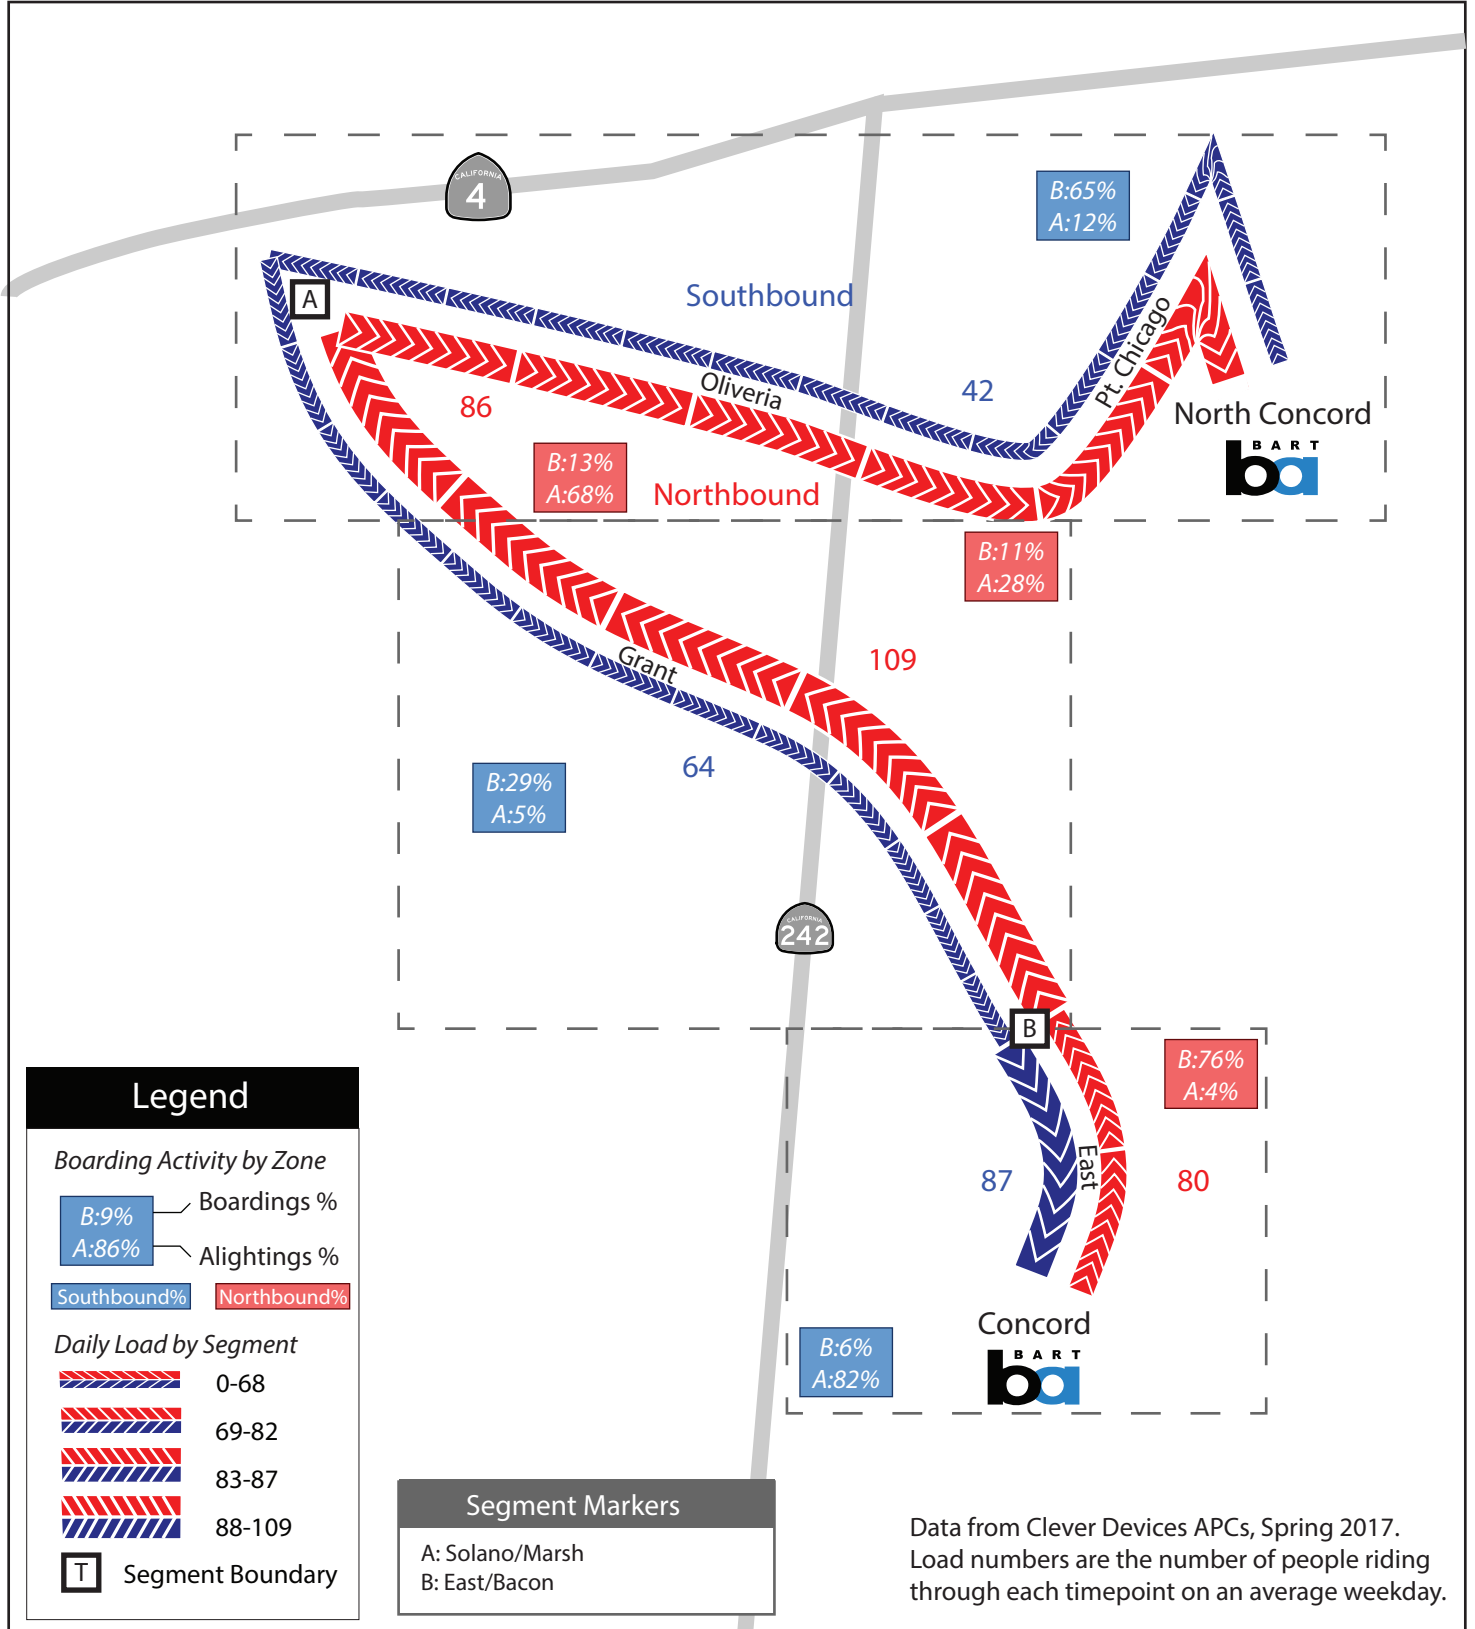 CALIFORNIA
4
B:65%
A:12%
A
Southbound
Pt. Chicago
Oliveria
42
86
North Concord
BART
ba
B:13%
A:68%
Northbound
B:11%
A:28%
Grant
109
64
B:29%
A:5%
CALIFORNIA
242
B
B:76%
A:4%
East
87
80
Concord
BART
ba
B:6%
A:82%
Legend
Boarding Activity by Zone
B:9%
A:86%
Boardings %
Alightings %
Southbound%
Northbound%
Daily Load by Segment
0-68
69-82
83-87
88-109
T
Segment Boundary
Segment Markers
A: Solano/Marsh
B: East/Bacon
Data from Clever Devices APCs, Spring 2017.
Load numbers are the number of people riding
through each timepoint on an average weekday.